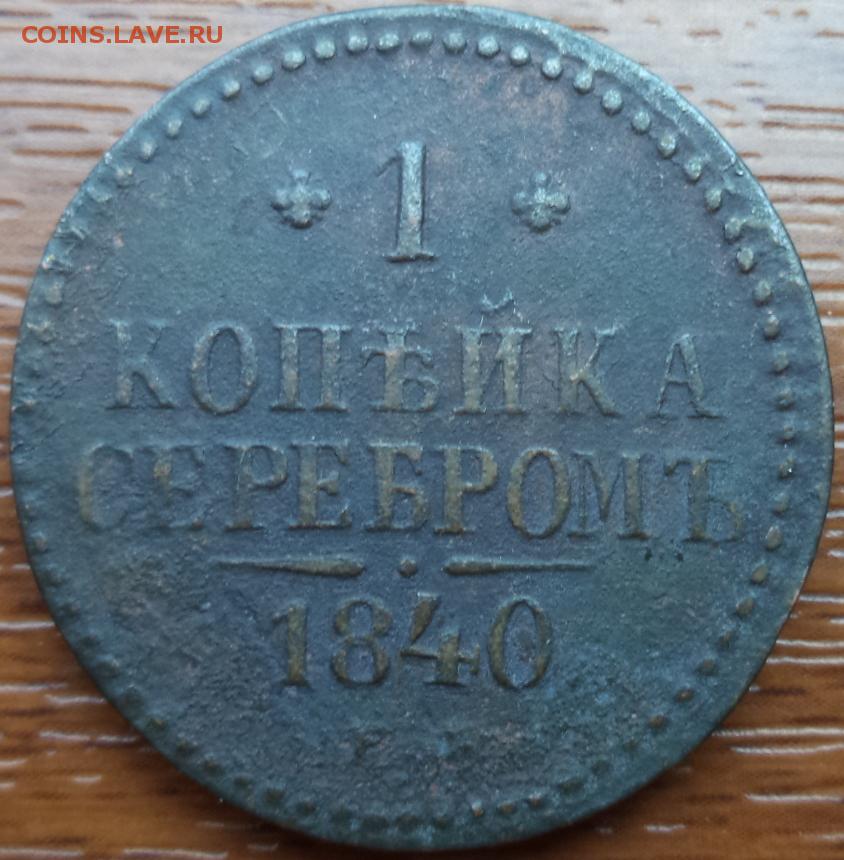 COINS.LAVE.RU
1
КОПѢЙКА
СЕРЕБРОМЪ
1840